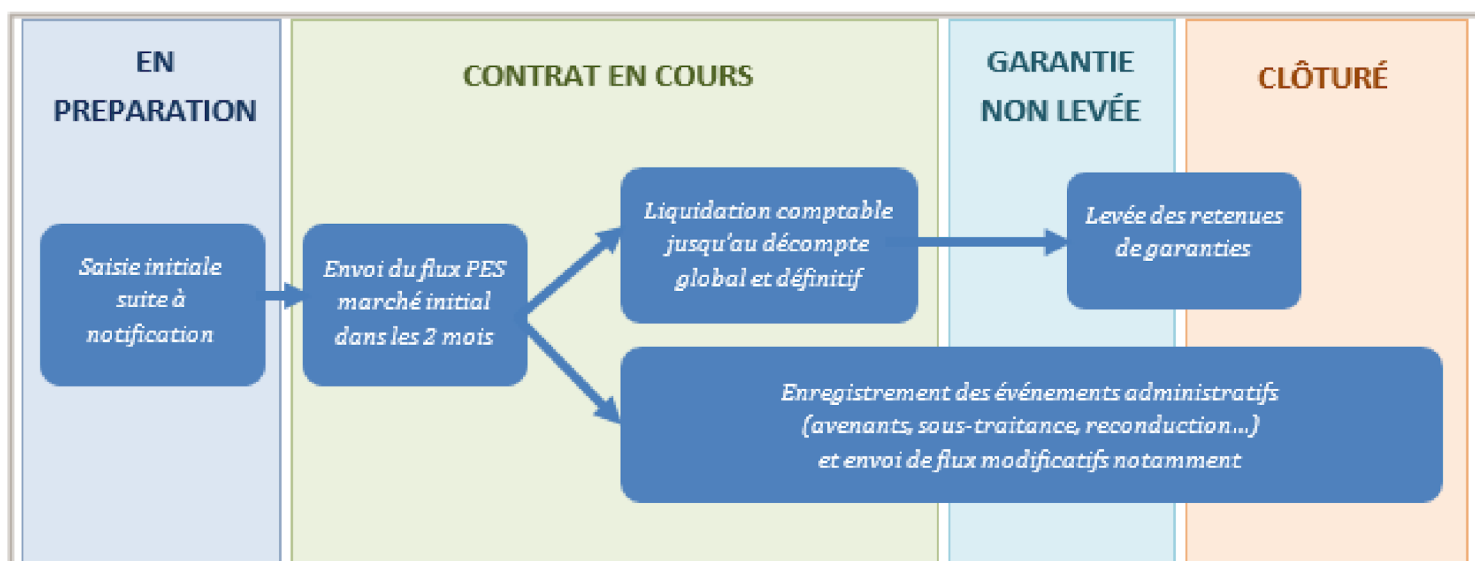 EN
PREPARATION
CONTRAT EN COURS
GARANTIE
NON LEVÉE
CLÔTURÉ
Saisie initiale
suite à
notification
Envoi du flux PES
marché initial
dans les 2 mois
Liquidation comptable
jusqu'au décompte
global et définitif
Levée des retenues
de garanties
Enregistrement des événements administratifs
(avenants, sous-traitance, reconduction...)
et envoi de flux modificatifs notamment